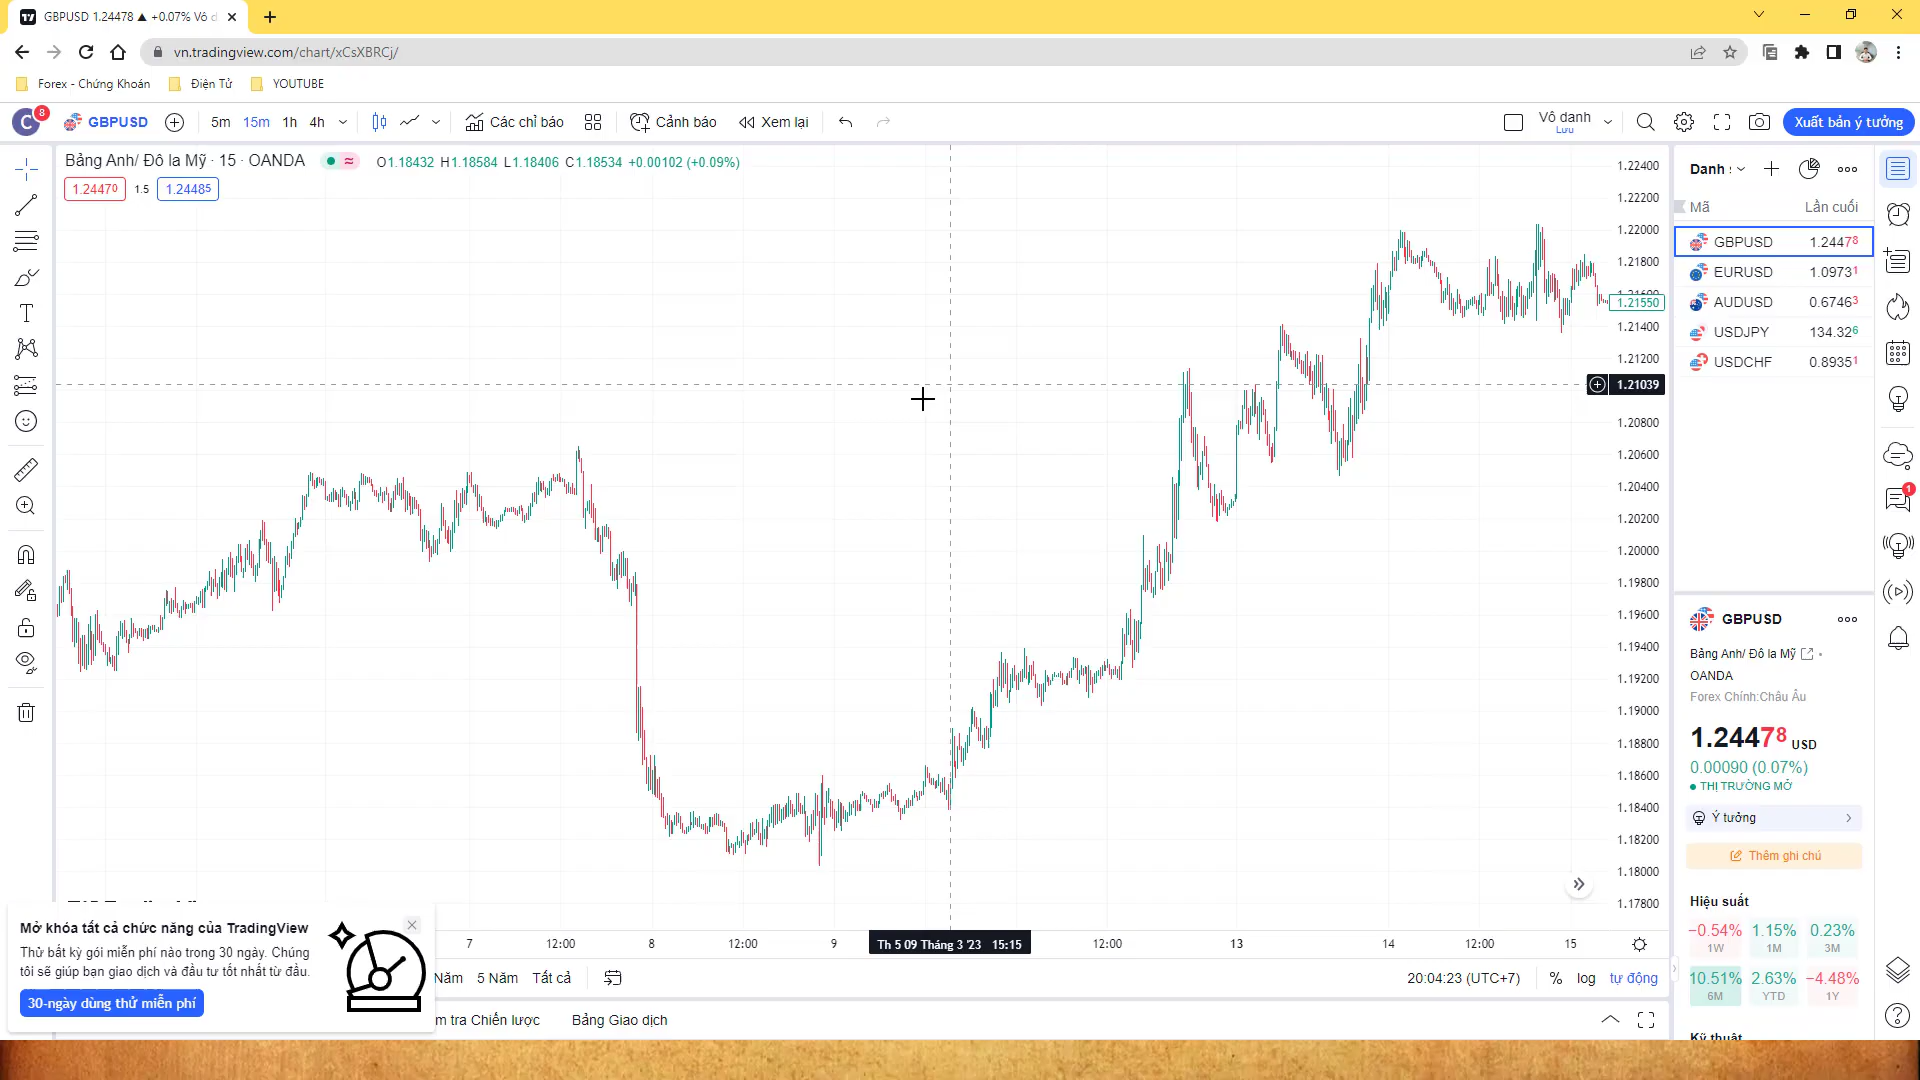 GBPUSD 1.24478 ▲ +0.07% Vô d
vn.tradingview.com/chart/xCsXBRCj/
Forex - Chứng Khoán Điện Tử YOUTUBE
C 8 GBPUSD 5m 15m 1h 4h Các chỉ báo Cảnh báo Xem lại Vô danh Lưu Xuất bản ý tưởng
Bảng Anh/ Đô la Mỹ · 15 · OANDA O1.18432 H1.18584 L1.18406 C1.18534 +0.00102 (+0.09%)
1.24470 1.5 1.24485
1.22400
1.22200
1.22000
1.21800
1.21550
1.21400
1.21200
1.21039
1.20800
1.20600
1.20400
1.20200
1.20000
1.19800
1.19600
1.19400
1.19200
1.19000
1.18800
1.18600
1.18400
1.18200
1.18000
1.17800
7 12:00 8 12:00 9 Th 5 09 Tháng 3 '23 15:15 12:00 13 14 12:00 15
Năm 5 Năm Tất cả 20:04:23 (UTC+7) % log tự động
m tra Chiến lược Bảng Giao dịch
Mở khóa tất cả chức năng của TradingView
Thử bất kỳ gói miễn phí nào trong 30 ngày. Chúng
tôi sẽ giúp bạn giao dịch và đầu tư tốt nhất từ đầu.
30-ngày dùng thử miễn phí
Danh
Mã Lần cuối
GBPUSD 1.24478
EURUSD 1.09731
AUDUSD 0.67463
USDJPY 134.326
USDCHF 0.89351
1
GBPUSD
Bảng Anh/ Đô la Mỹ
OANDA
Forex Chính:Châu Âu
1.24478 USD
0.00090 (0.07%)
THỊ TRƯỜNG MỞ
Ý tưởng
Thêm ghi chú
Hiệu suất
−0.54% 1.15% 0.23%
1W 1M 3M
10.51% 2.63% −4.48%
6M YTD 1Y
Kỹ thuật